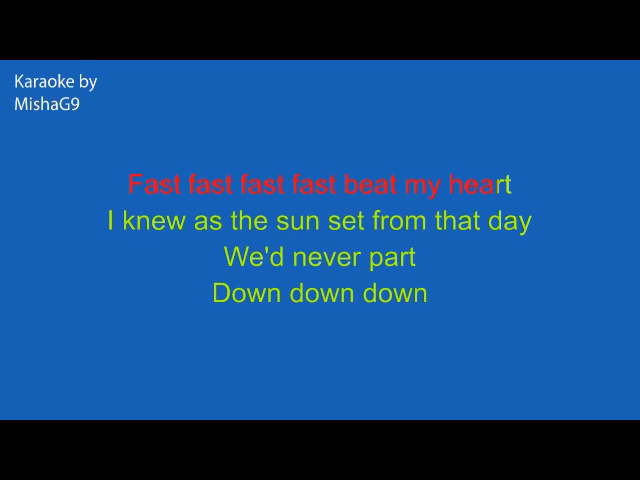 Karaoke by
MishaG9
Fast fast fast fast beat my heart
I knew as the sun set from that day
We'd never part
Down down down